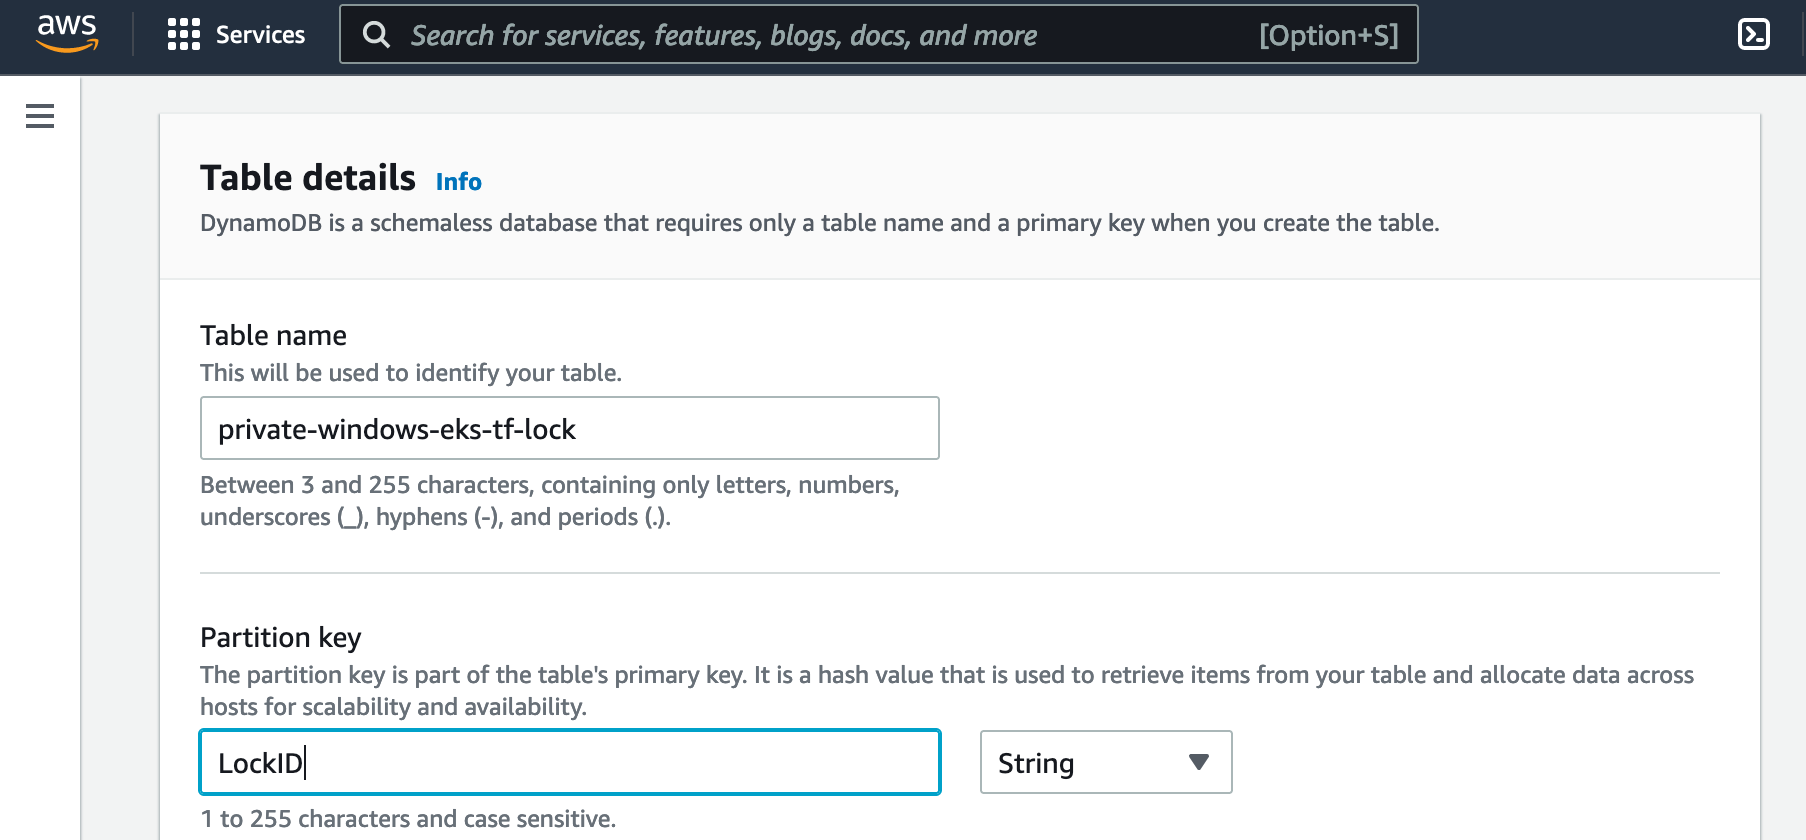 aws
Services
Search for services, features, blogs, docs, and more
[Option+S]
Table details Info
DynamoDB is a schemaless database that requires only a table name and a primary key when you create the table.
Table name
This will be used to identify your table.
private-windows-eks-tf-lock
Between 3 and 255 characters, containing only letters, numbers,
underscores (_), hyphens (-), and periods (.).
Partition key
The partition key is part of the table's primary key. It is a hash value that is used to retrieve items from your table and allocate data across
hosts for scalability and availability.
LockID
String
1 to 255 characters and case sensitive.